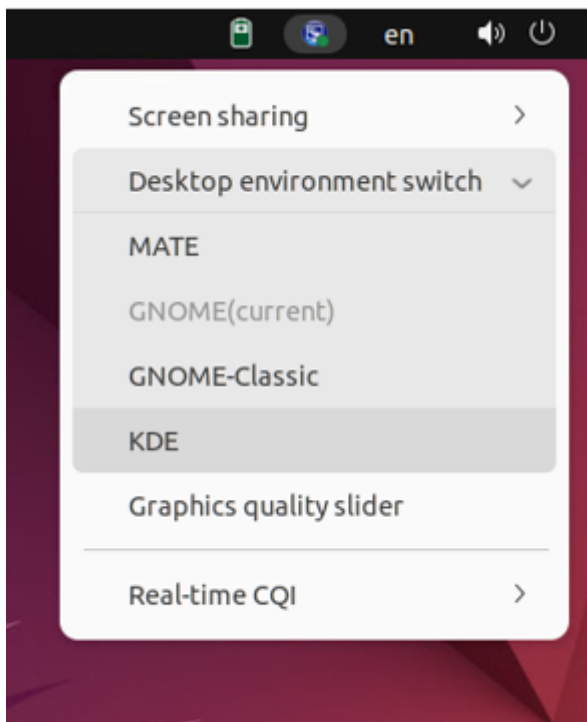 en
Screen sharing
Desktop environment switch
MATE
GNOME(current)
GNOME-Classic
KDE
Graphics quality slider
Real-time CQI